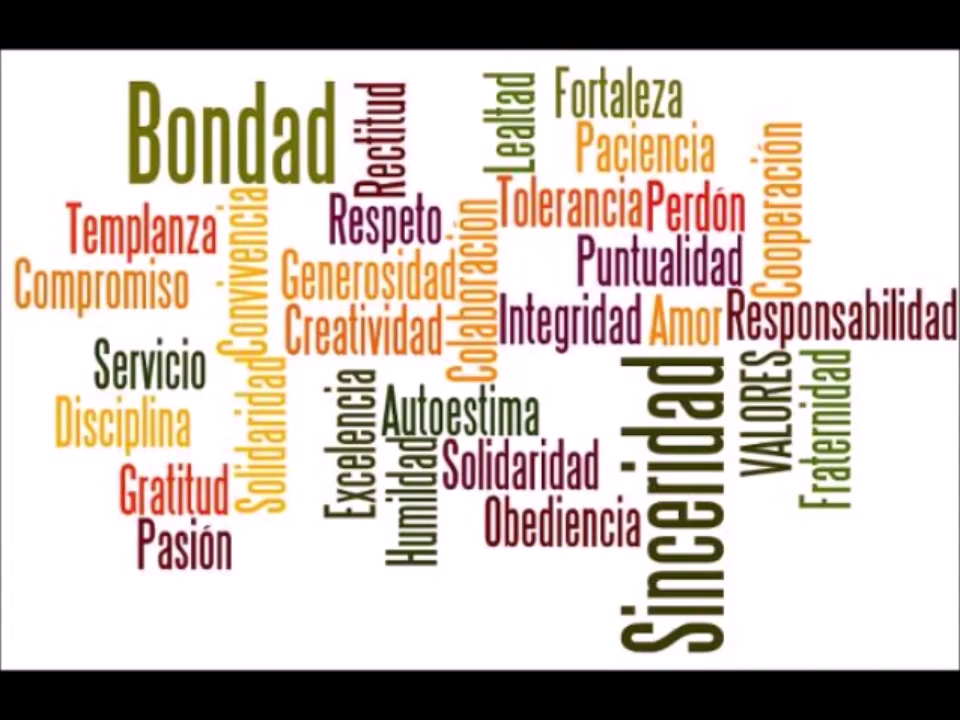 Bondad
Rectitud
Lealtad
Fortaleza
Paciencia
Cooperación
Templanza
Convivencia
Respeto
Colaboración
Tolerancia
Perdón
Compromiso
Generosidad
Puntualidad
Creatividad
Integridad
Amor
Responsabilidad
Servicio
Solidaridad
Excelencia
Autoestima
Sinceridad
VALORES
Fraternidad
Disciplina
Humildad
Solidaridad
Gratitud
Obediencia
Pasión